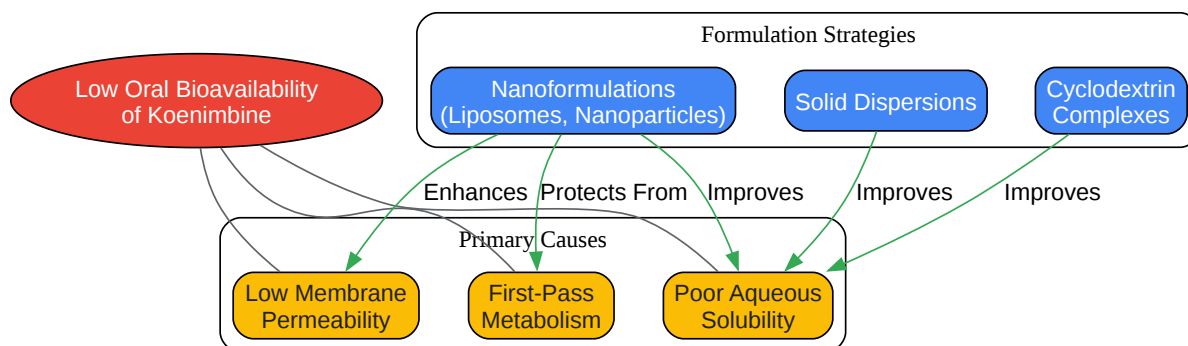 Formulation Strategies
Low Oral Bioavailability
of Koenimbine
Nanoformulations
(Liposomes, Nanoparticles)
Solid Dispersions
Cyclodextrin
Complexes
Enhances
Protects From
Improves
Improves
Improves
Primary Causes
Low Membrane
Permeability
First-Pass
Metabolism
Poor Aqueous
Solubility